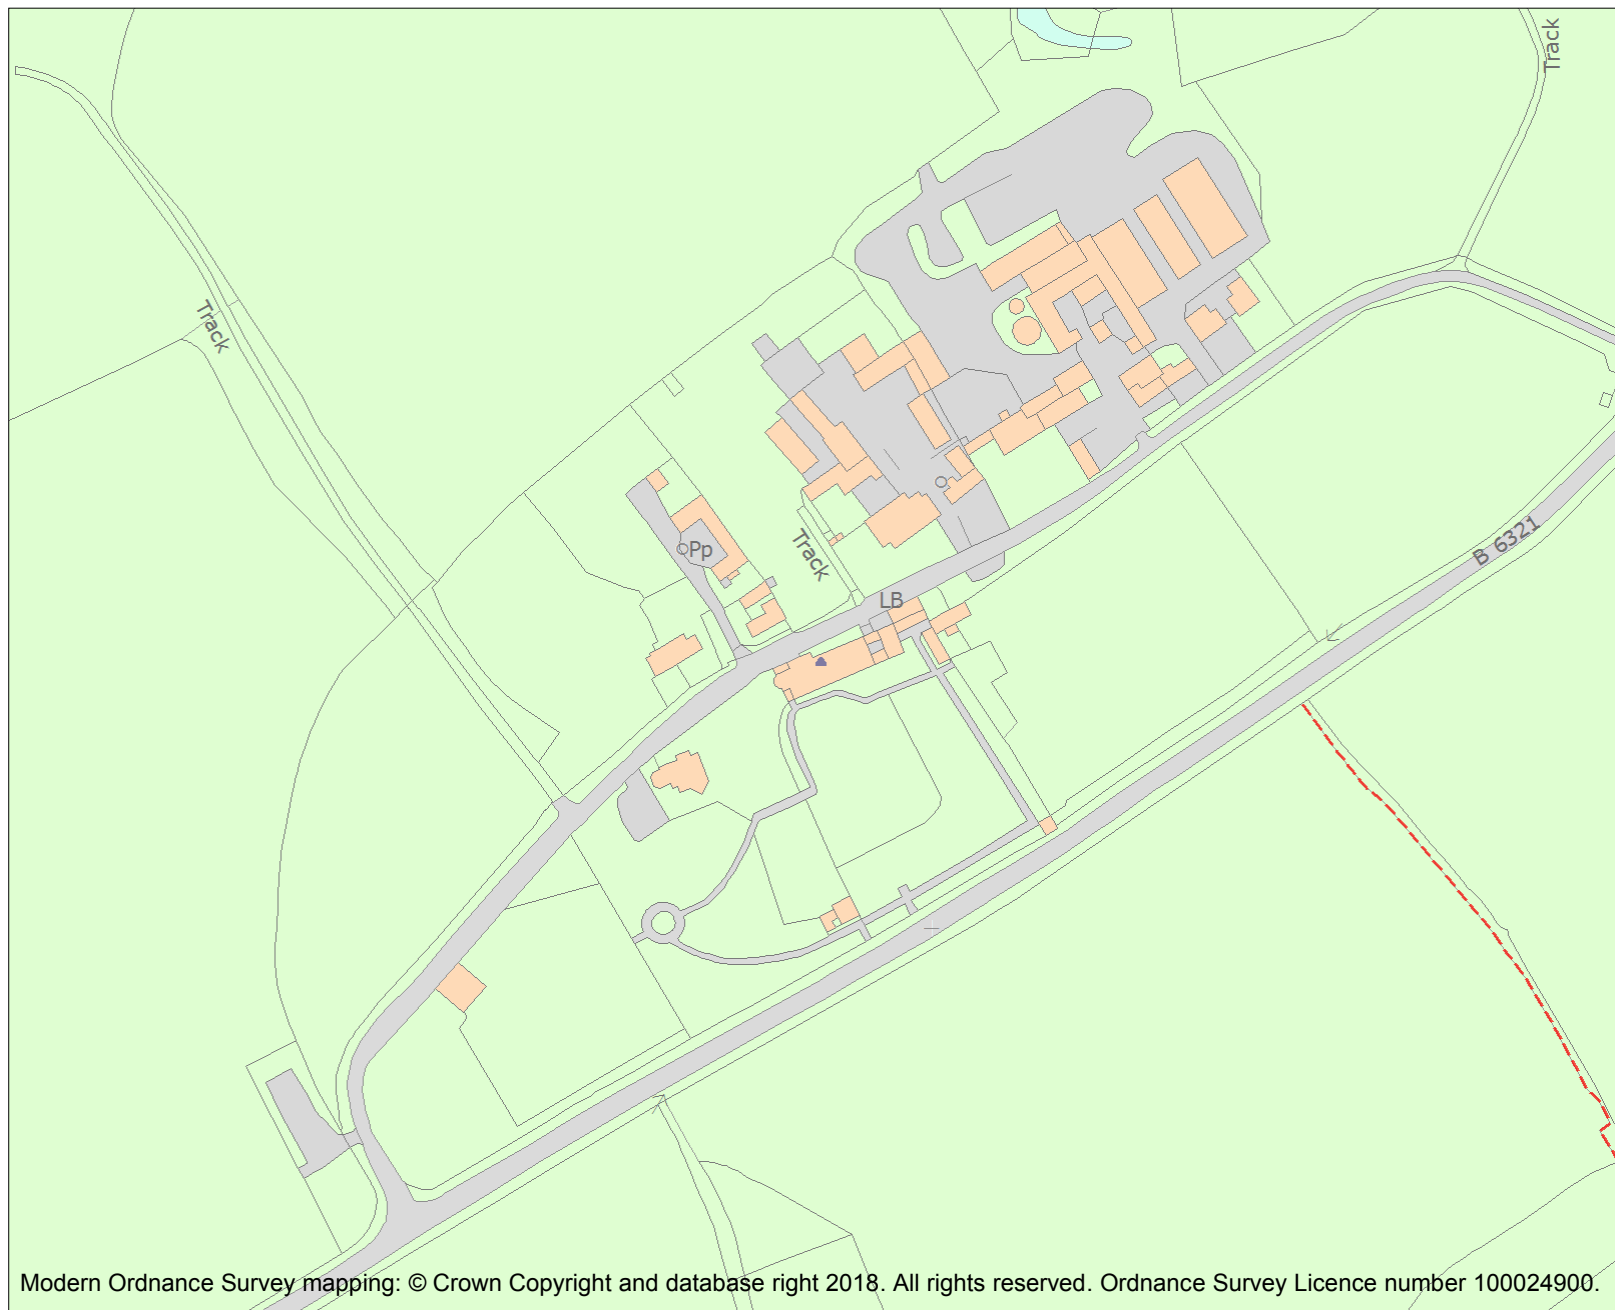 Track
Track
B 6321
Track
Pp
LB
Modern Ordnance Survey mapping: © Crown Copyright and database right 2018. All rights reserved. Ordnance Survey Licence number 100024900.